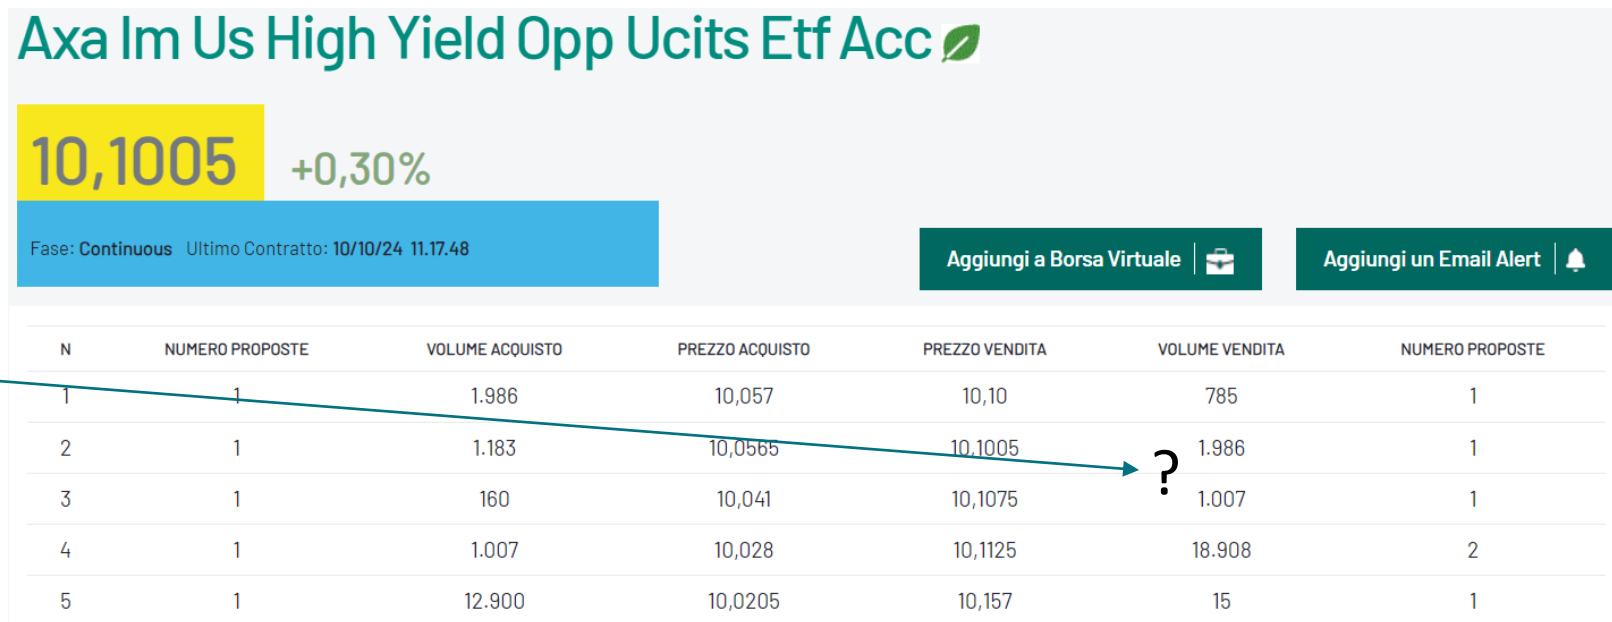 Axa Im Us High Yield Opp Ucits Etf Acc
10,1005 +0,30%
Fase: Continuous Ultimo Contratto: 10/10/24 11.17.48
Aggiungi a Borsa Virtuale
Aggiungi un Email Alert
N NUMERO PROPOSTE VOLUME ACQUISTO PREZZO ACQUISTO PREZZO VENDITA VOLUME VENDITA NUMERO PROPOSTE
1 1 1.986 10,057 10,10 785 1
2 1 1.183 10,0565 10,1005 1.986 1
?
3 1 160 10,041 10,1075 1.007 1
4 1 1.007 10,028 10,1125 18.908 2
5 1 12.900 10,0205 10,157 15 1